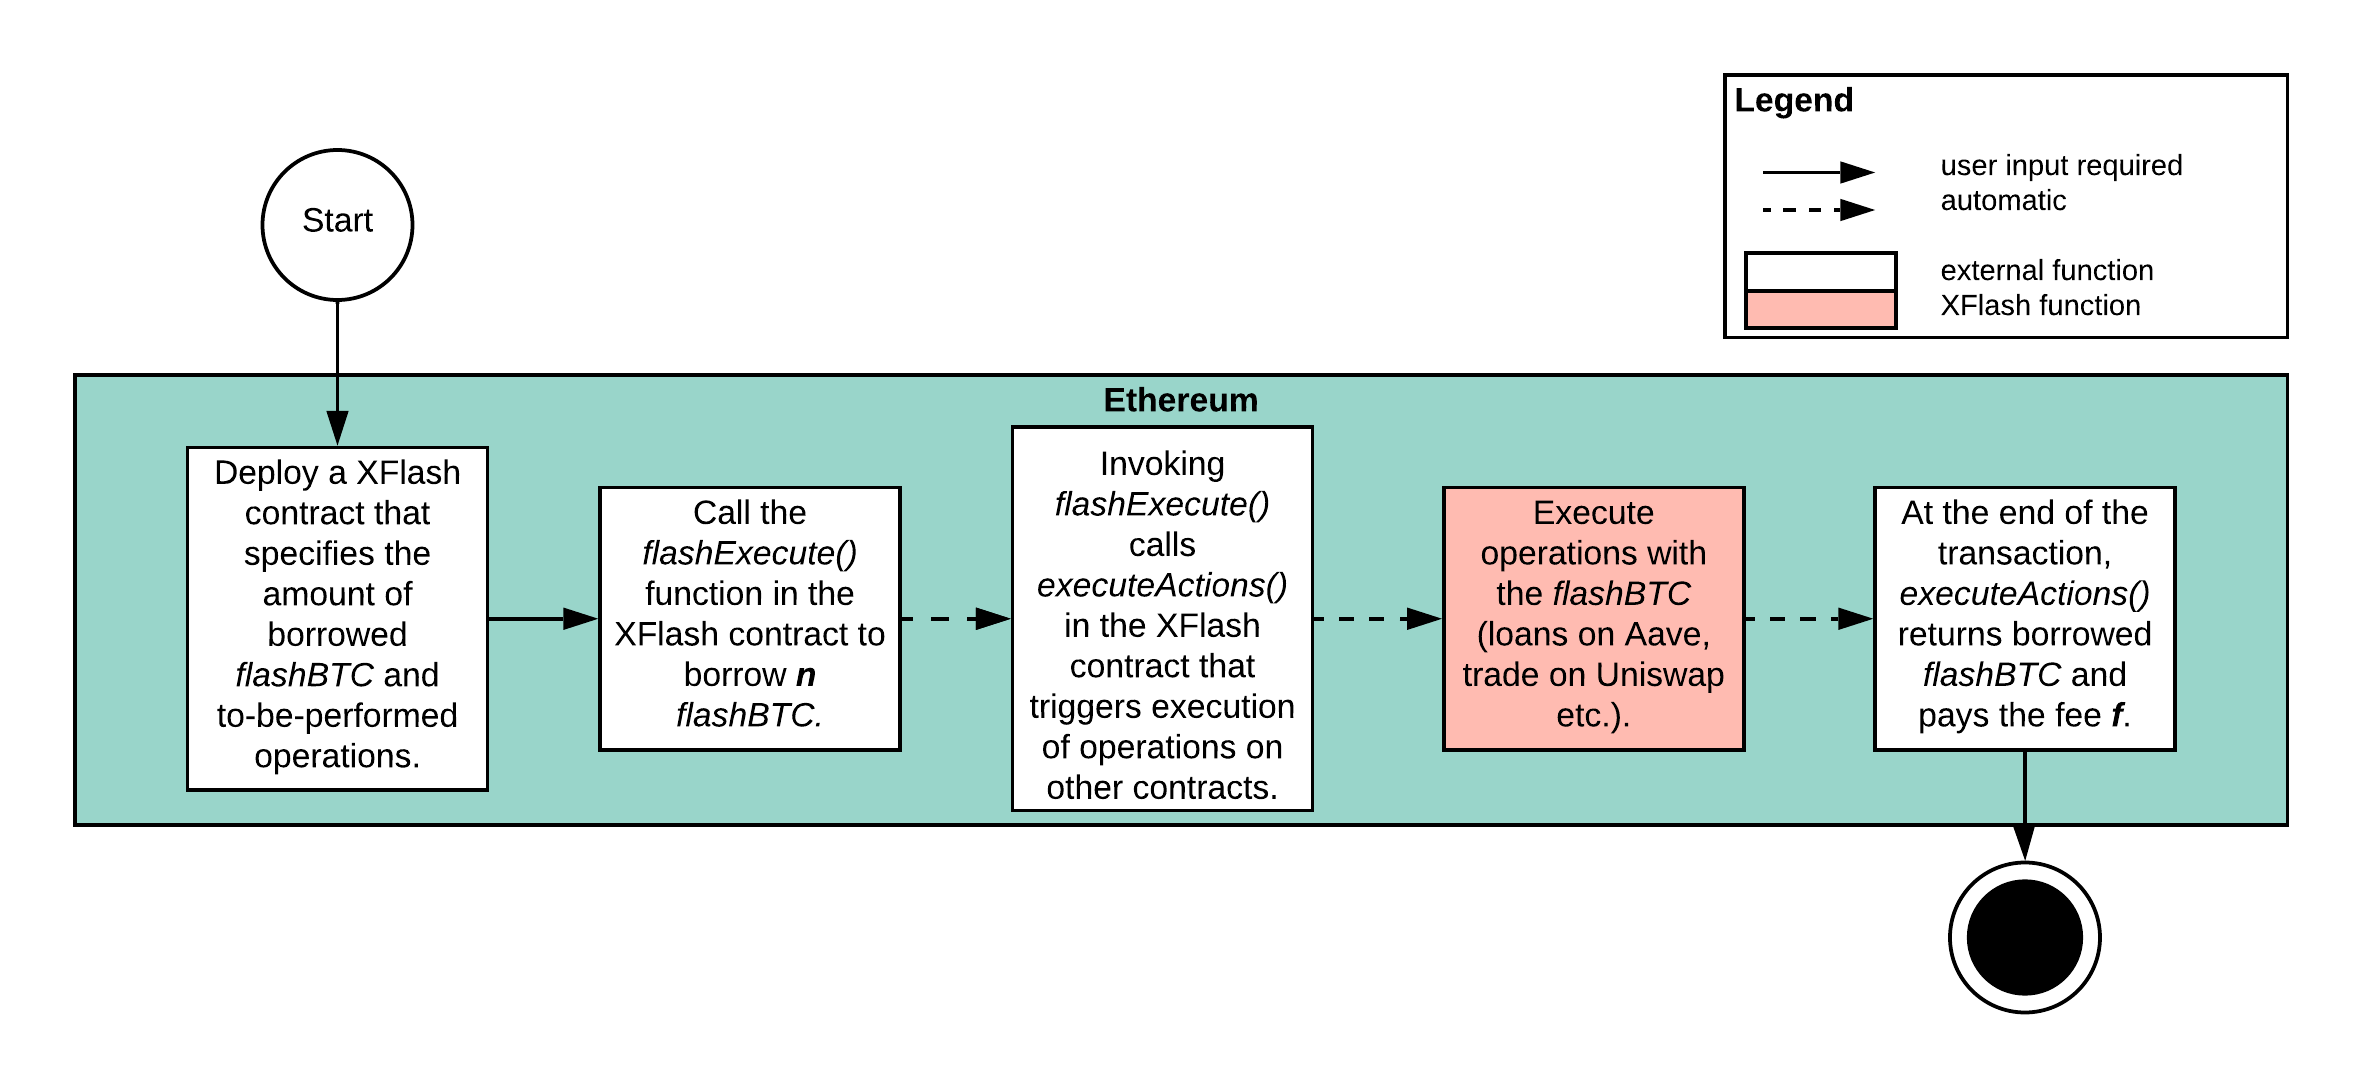 Legend
user input required
automatic
external function
XFlash function
Start
Ethereum
Deploy a XFlash
contract that
specifies the
amount of
borrowed
flashBTC and
to-be-performed
operations.
Call the
flashExecute()
function in the
XFlash contract to
borrow n
flashBTC.
Invoking
flashExecute()
calls
executeActions()
in the XFlash
contract that
triggers execution
of operations on
other contracts.
Execute
operations with
the flashBTC
(loans on Aave,
trade on Uniswap
etc.).
At the end of the
transaction,
executeActions()
returns borrowed
flashBTC and
pays the fee f.